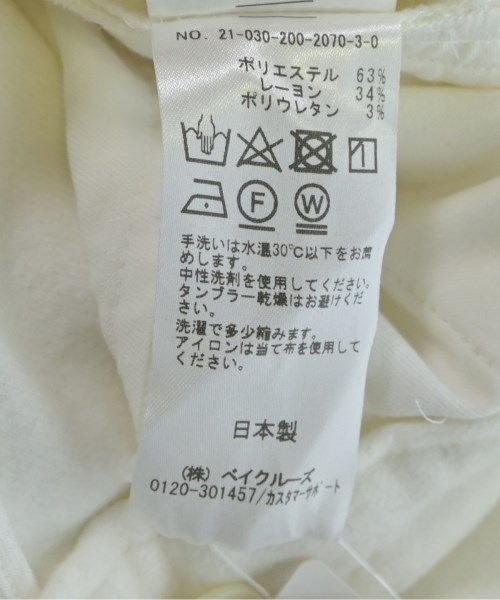 NO. 21-030-200-2070-3-0
ポリエステル 63%
レーヨン 34%
ポリウレタン 3%
F W
手洗いは水温30℃以下をお薦
めします。
中性洗剤を使用してください。
タンブラー乾燥はお避けくだ
さい。
洗濯で多少縮みます。
アイロンは当て布を使用して
ください。
日本製
(株) ベイクルーズ
0120-301457/カスタマーサポート